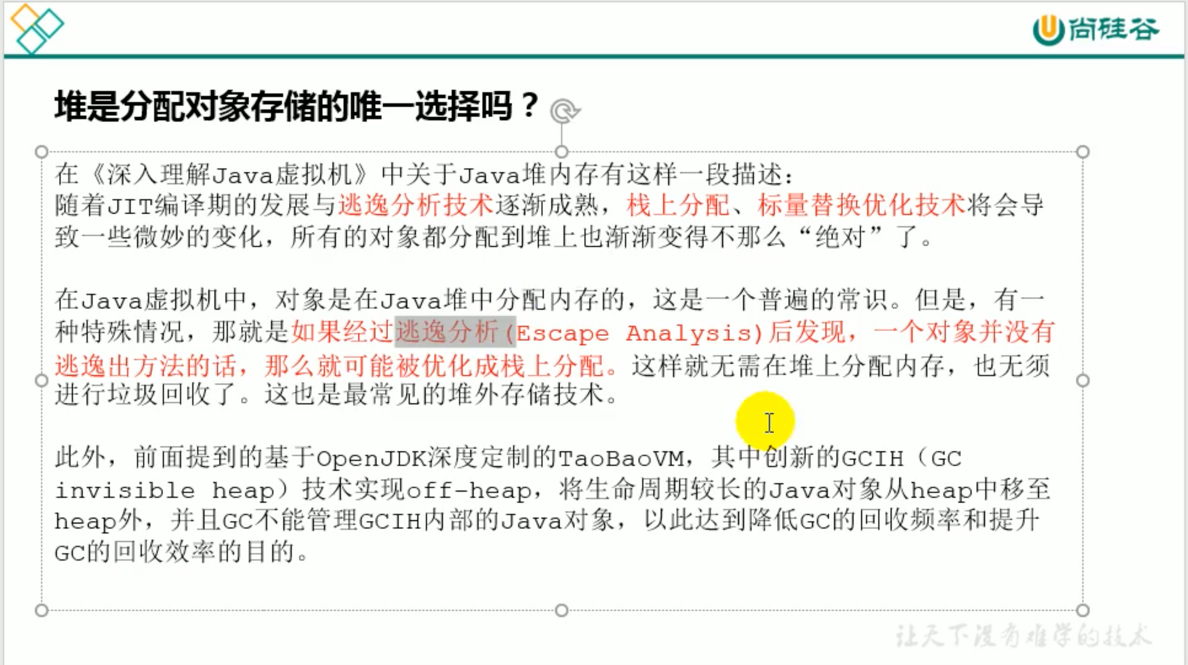 尚硅谷
堆是分配对象存储的唯一选择吗？
在《深入理解Java虚拟机》中关于Java堆内存有这样一段描述：
随着JIT编译期的发展与逃逸分析技术逐渐成熟，栈上分配、标量替换优化技术将会导
致一些微妙的变化，所有的对象都分配到堆上也渐渐变得不那么“绝对”了。
在Java虚拟机中，对象是在Java堆中分配内存的，这是一个普遍的常识。但是，有一
种特殊情况，那就是如果经过逃逸分析(Escape Analysis)后发现，一个对象并没有
逃逸出方法的话，那么就可能被优化成栈上分配。这样就无需在堆上分配内存，也无须
进行垃圾回收了。这也是最常见的堆外存储技术。
此外，前面提到的基于OpenJDK深度定制的TaoBaoVM，其中创新的GCIH（GC
invisible heap）技术实现off-heap，将生命周期较长的Java对象从heap中移至
heap外，并且GC不能管理GCIH内部的Java对象，以此达到降低GC的回收频率和提升
GC的回收效率的目的。
让天下没有难学的技术